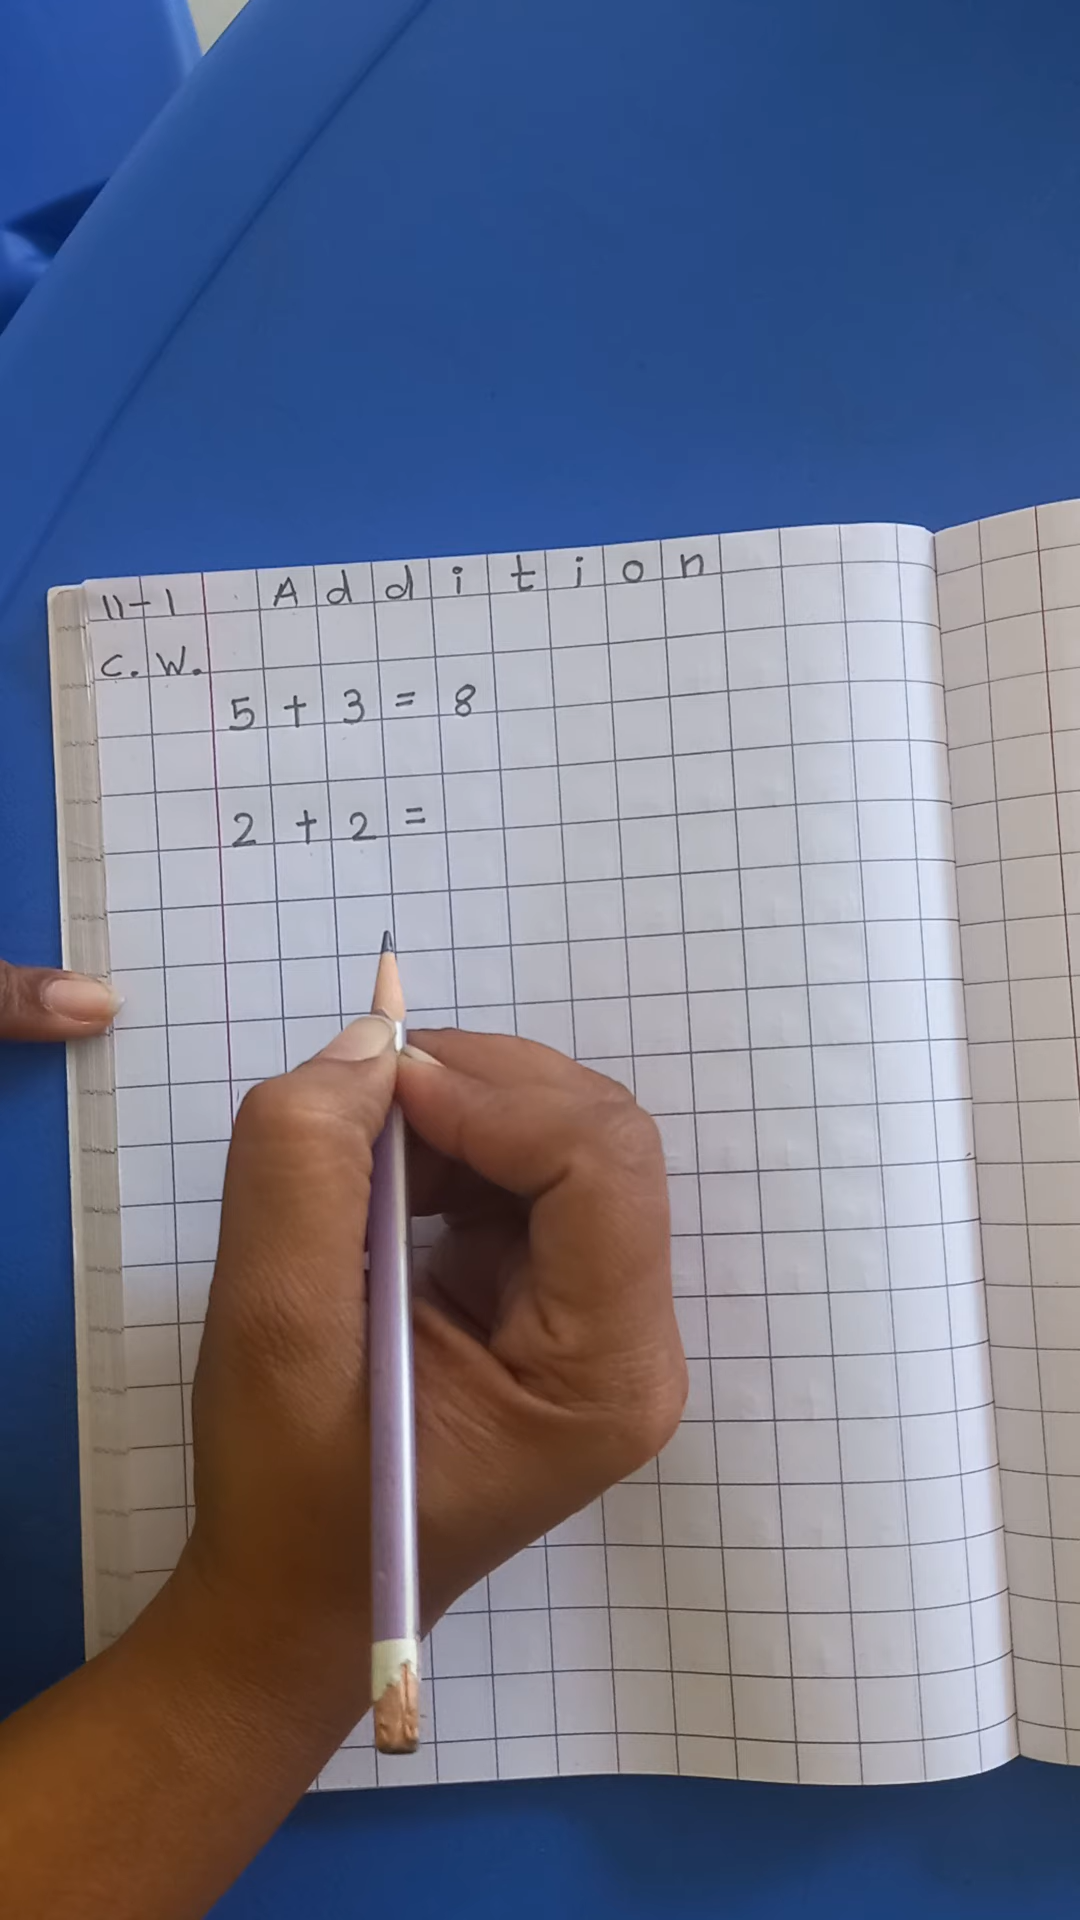 11-1 Addition
C.W.
5 + 3 = 8
2 + 2 =